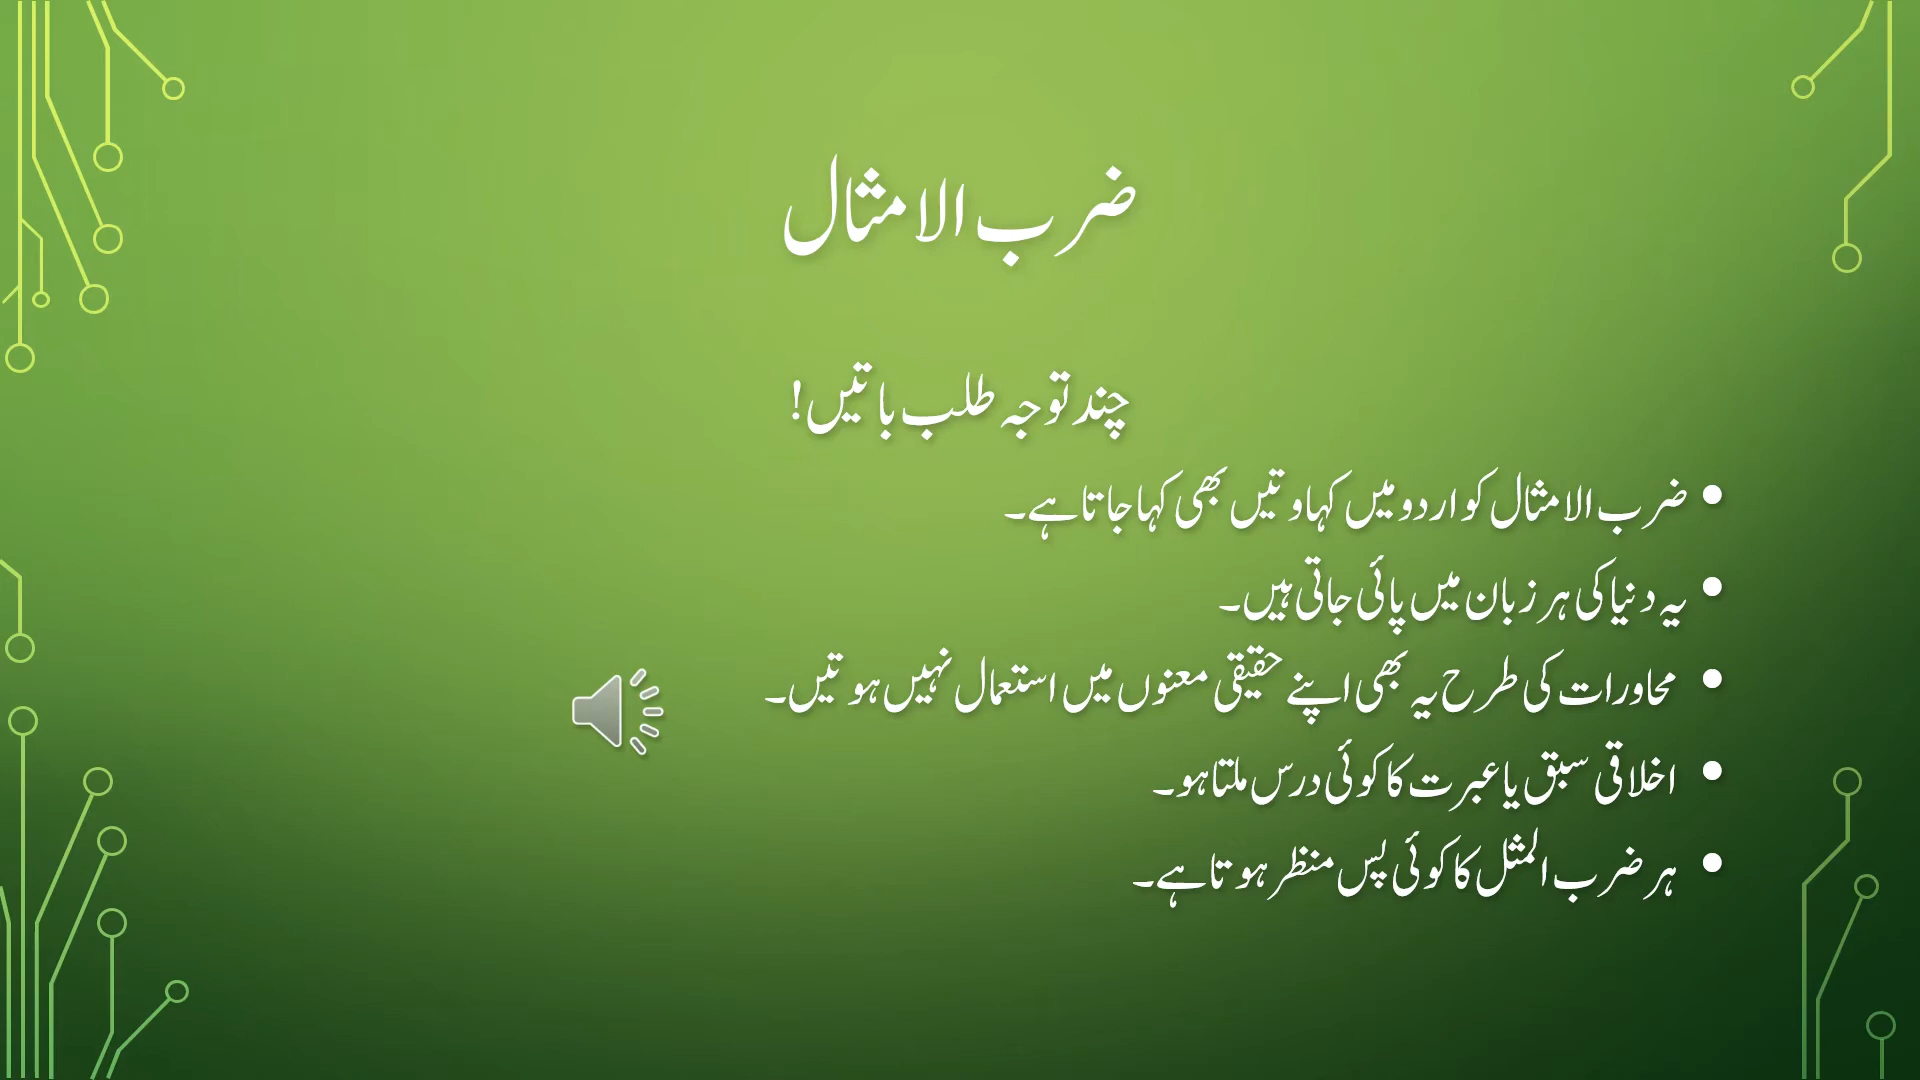 ضرب الامثال
چند توجہ طلب باتیں!
• ضرب الامثال کو اردو میں کہاوتیں بھی کہا جاتا ہے۔
• یہ دنیا کی ہر زبان میں پائی جاتی ہیں۔
• محاورات کی طرح یہ بھی اپنے حقیقی معنوں میں استعمال نہیں ہوتیں۔
• اخلاقی سبق یا عبرت کا کوئی درس ملتا ہو۔
• ہر ضرب المثل کا کوئی پس منظر ہوتا ہے۔